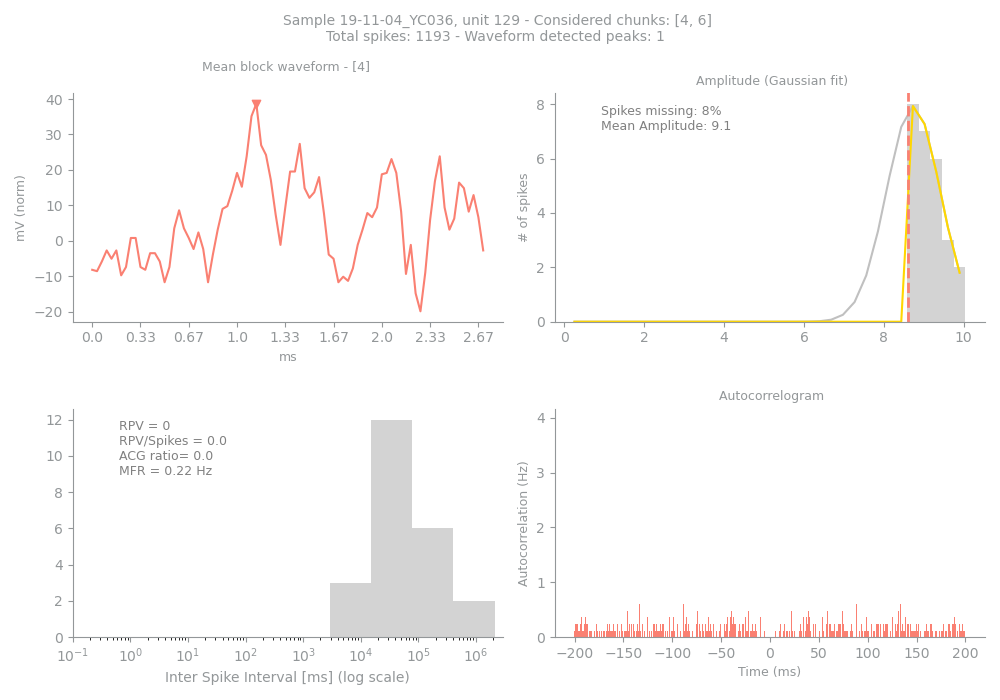 Sample 19-11-04_YC036, unit 129 - Considered chunks: [4, 6]
Total spikes: 1193 - Waveform detected peaks: 1
Mean block waveform - [4]
mV (norm)
40
30
20
10
0
−10
−20
0.0 0.33 0.67 1.0 1.33 1.67 2.0 2.33 2.67
ms
Amplitude (Gaussian fit)
Spikes missing: 8%
Mean Amplitude: 9.1
# of spikes
8
6
4
2
0
0 2 4 6 8 10
RPV = 0
RPV/Spikes = 0.0
ACG ratio= 0.0
MFR = 0.22 Hz
12
10
8
6
4
2
0
10⁻¹ 10⁰ 10¹ 10² 10³ 10⁴ 10⁵ 10⁶
Inter Spike Interval [ms] (log scale)
Autocorrelogram
Autocorrelation (Hz)
4
3
2
1
0
−200 −150 −100 −50 0 50 100 150 200
Time (ms)